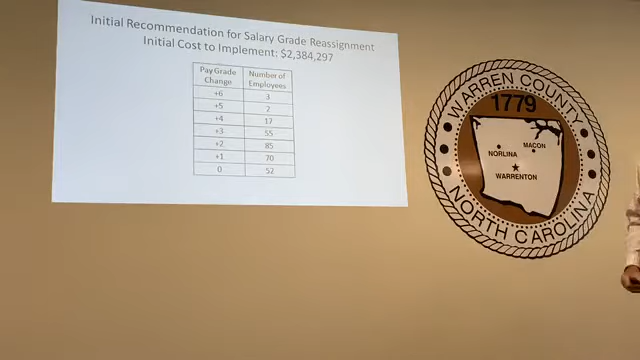 Initial Recommendation for Salary Grade Reassignment
Initial Cost to Implement: $2,384,297
Pay Grade Change Number of Employees
+6 3
+5 2
+4 17
+3 55
+2 85
+1 70
0 52
WARREN COUNTY
1779
NORLINA MACON
WARRENTON
NORTH CAROLINA